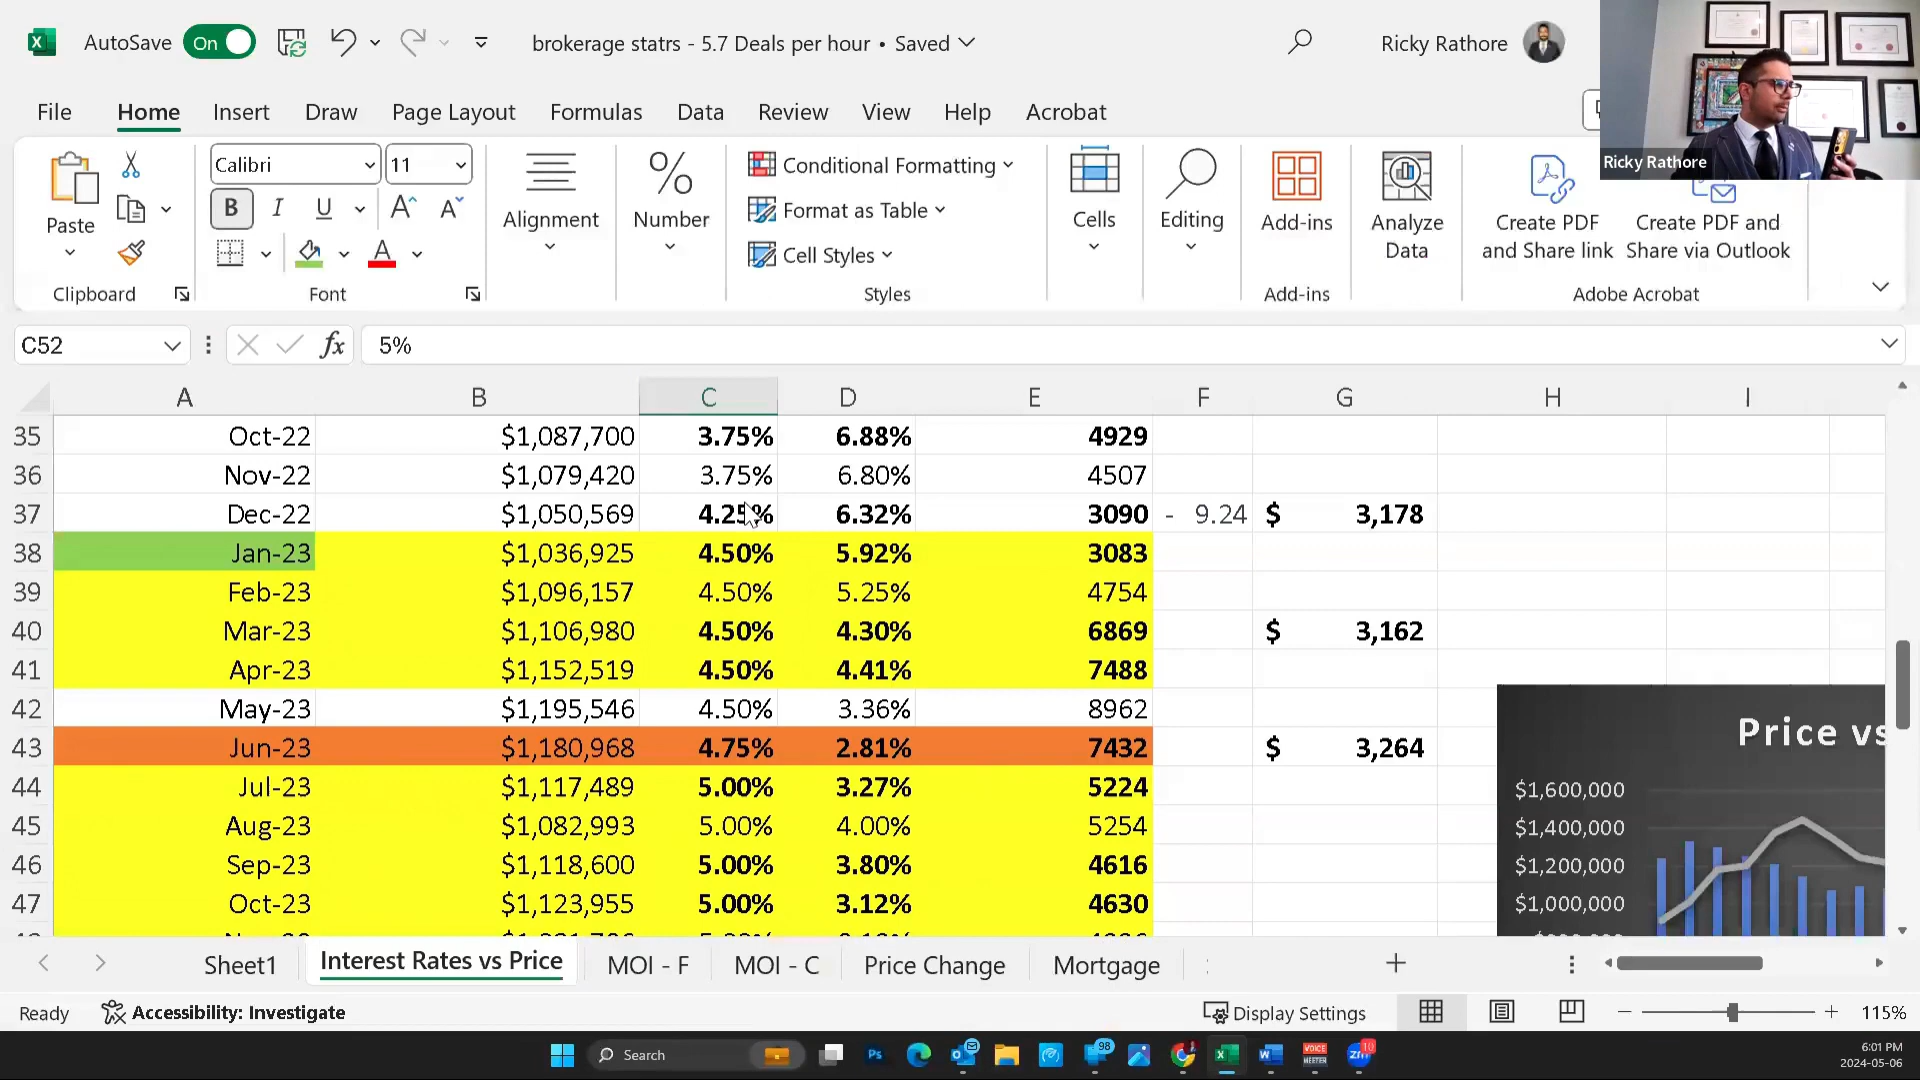 AutoSave On brokerage statrs - 5.7 Deals per hour • Saved Ricky Rathore
File Home Insert Draw Page Layout Formulas Data Review View Help Acrobat
Ricky Rathore
Paste
Clipboard
Calibri 11
B I U A A
A
Font
Alignment
%
Number
Conditional Formatting
Format as Table
Cell Styles
Styles
Cells
Editing
Add-ins
Add-ins
Analyze
Data
Create PDF
and Share link
Create PDF and
Share via Outlook
Adobe Acrobat
C52 fx 5%
A B C D E F G H I
35 Oct-22 $1,087,700 3.75% 6.88% 4929
36 Nov-22 $1,079,420 3.75% 6.80% 4507
37 Dec-22 $1,050,569 4.25% 6.32% 3090 - 9.24 $ 3,178
38 Jan-23 $1,036,925 4.50% 5.92% 3083
39 Feb-23 $1,096,157 4.50% 5.25% 4754
40 Mar-23 $1,106,980 4.50% 4.30% 6869 $ 3,162
41 Apr-23 $1,152,519 4.50% 4.41% 7488
42 May-23 $1,195,546 4.50% 3.36% 8962
43 Jun-23 $1,180,968 4.75% 2.81% 7432 $ 3,264
44 Jul-23 $1,117,489 5.00% 3.27% 5224
45 Aug-23 $1,082,993 5.00% 4.00% 5254
46 Sep-23 $1,118,600 5.00% 3.80% 4616
47 Oct-23 $1,123,955 5.00% 3.12% 4630
Price vs
$1,600,000
$1,400,000
$1,200,000
$1,000,000
Sheet1 Interest Rates vs Price MOI - F MOI - C Price Change Mortgage
Ready Accessibility: Investigate Display Settings 115%
Search Ps 98 VOICE MEETER zm 10
6:01 PM
2024-05-06